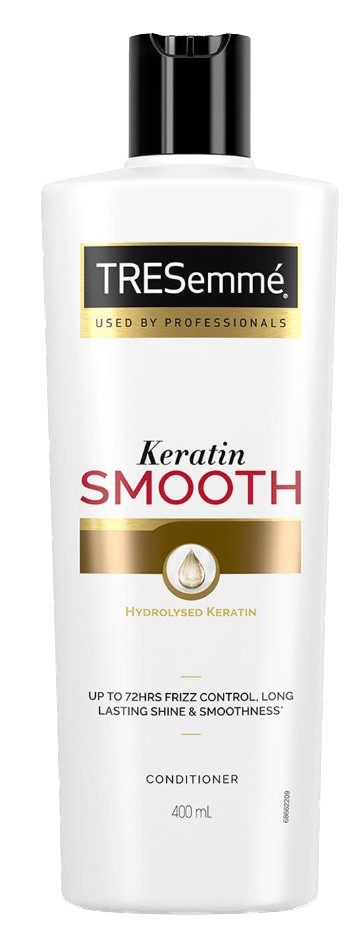 TRESemmé®
USED BY PROFESSIONALS
Keratin
SMOOTH
HYDROLYSED KERATIN
UP TO 72HRS FRIZZ CONTROL, LONG
LASTING SHINE & SMOOTHNESS*
CONDITIONER
400 mL
68662209